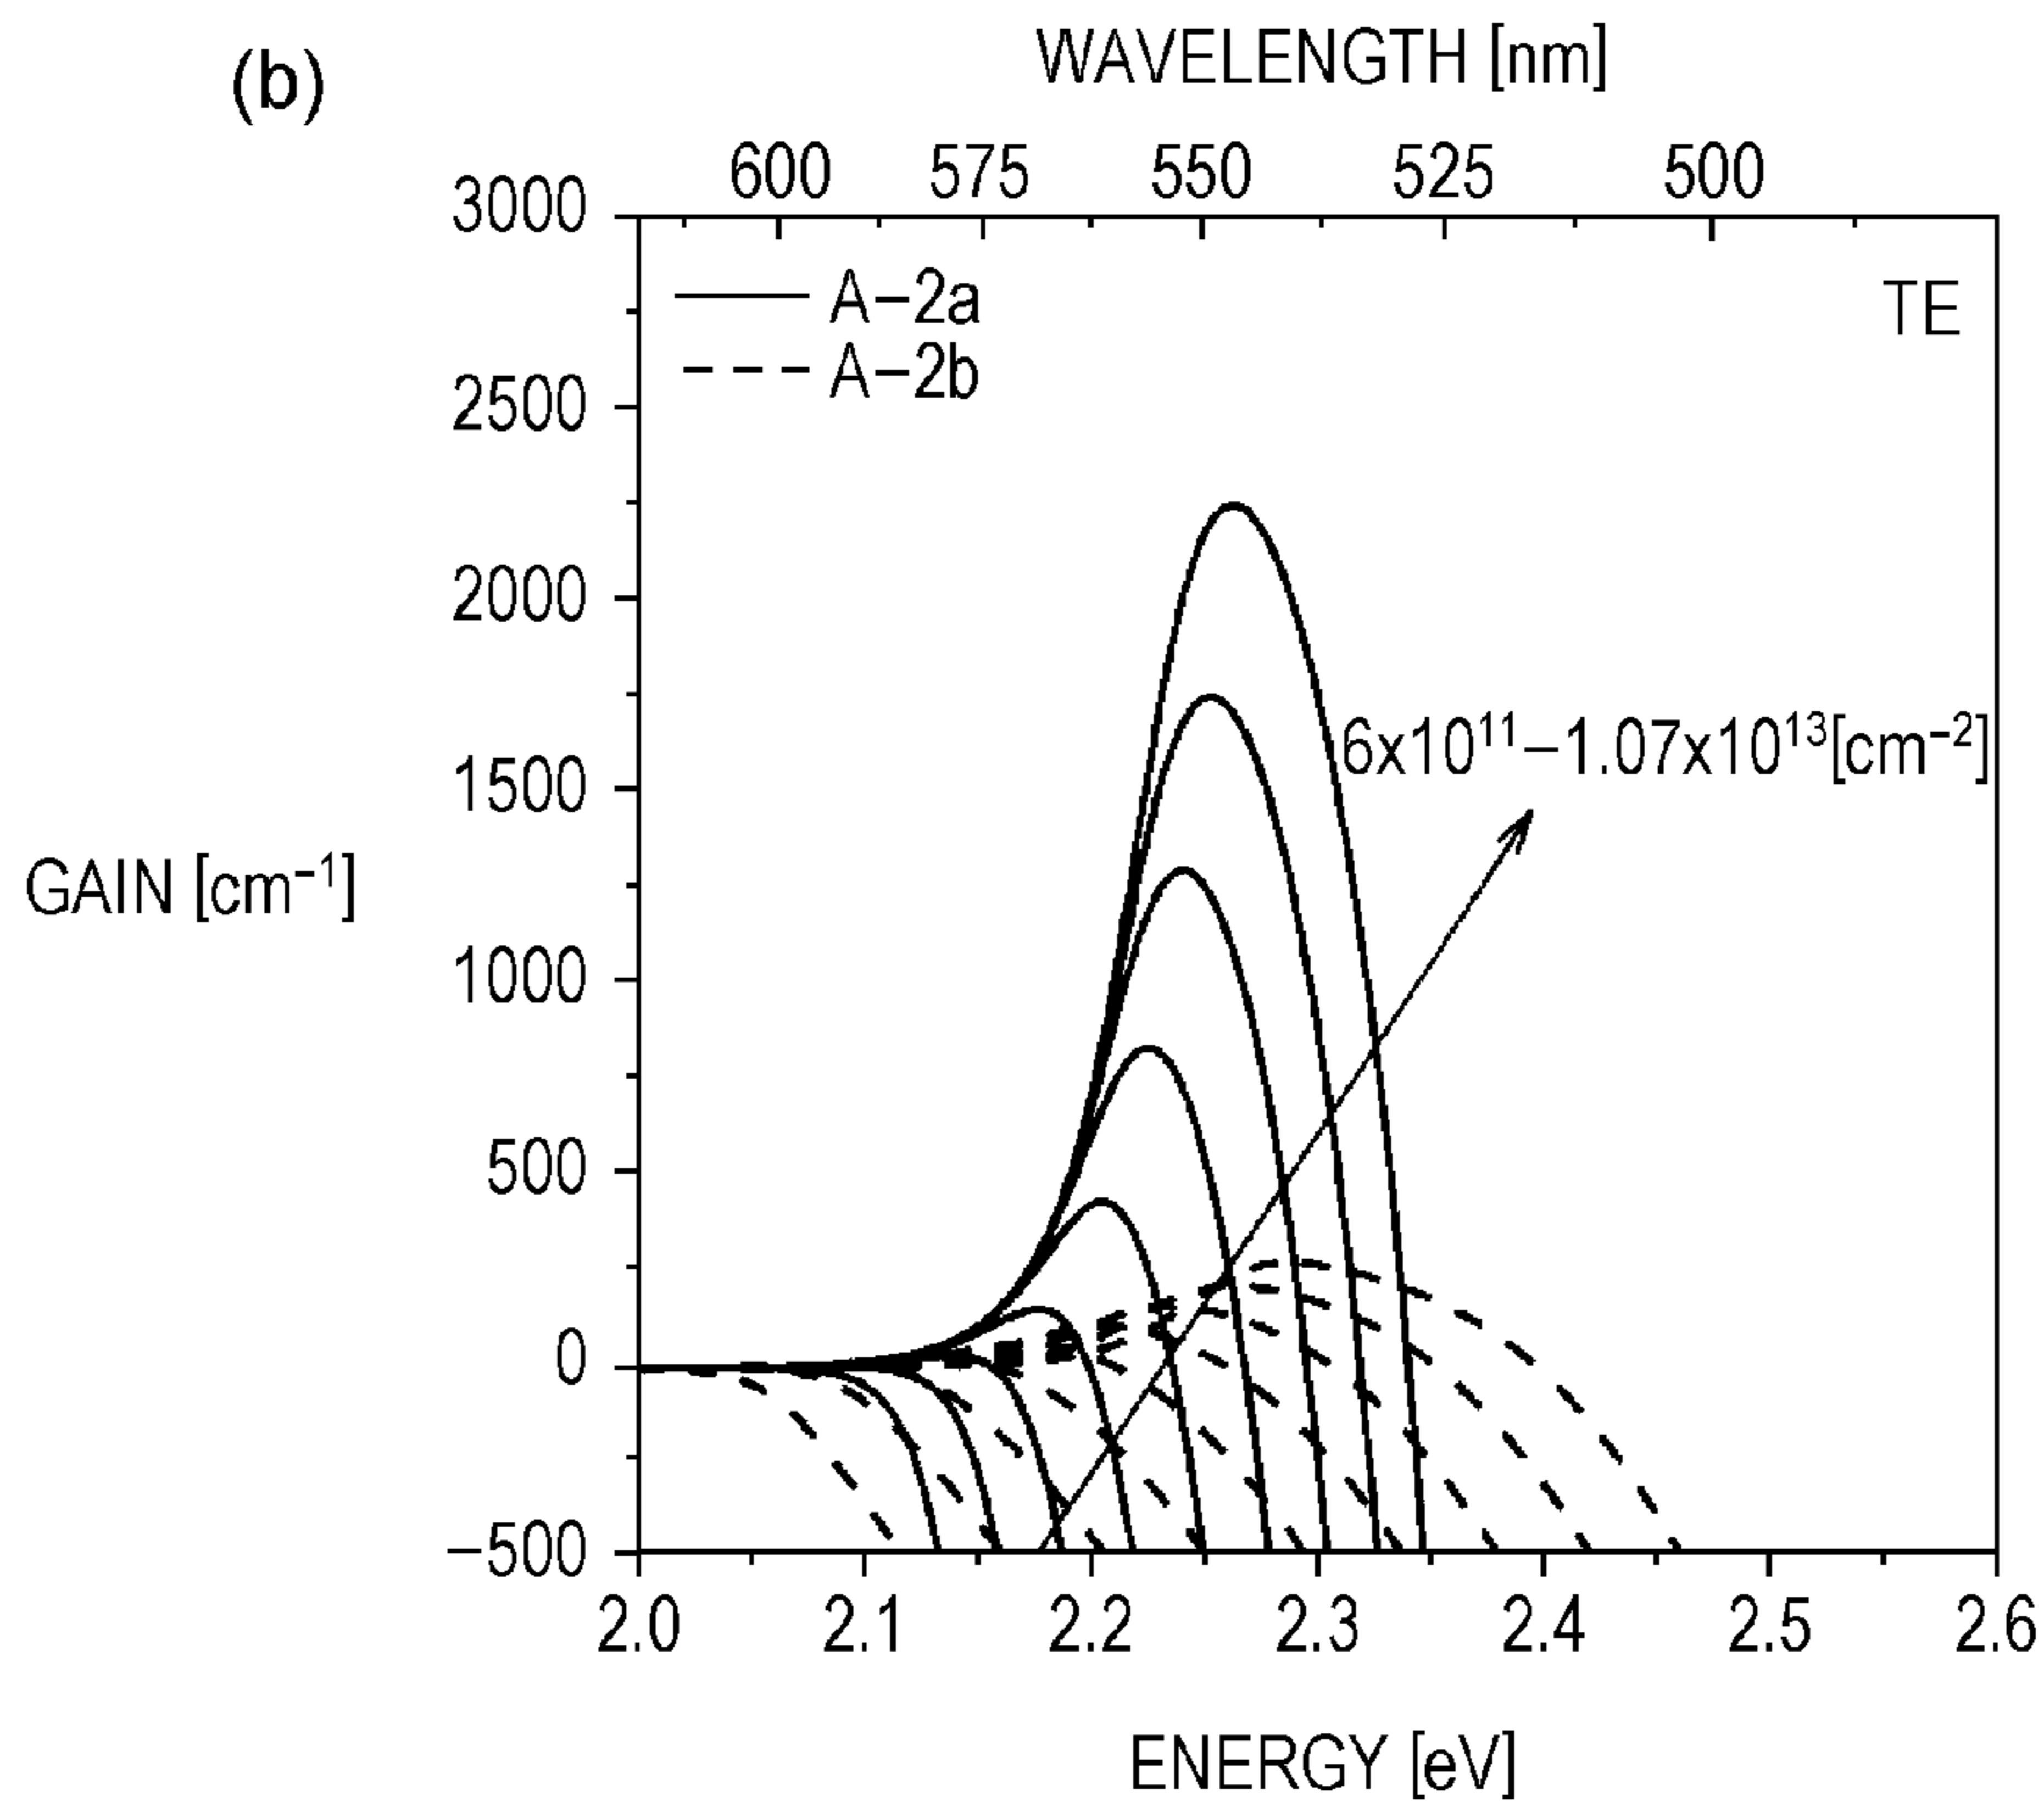 (b)
WAVELENGTH [nm]
600 575 550 525 500
3000
A–2a
TE
A–2b
2500
2000
6x10¹¹–1.07x10¹³[cm⁻²]
1500
GAIN [cm⁻¹]
1000
500
0
–500
2.0 2.1 2.2 2.3 2.4 2.5 2.6
ENERGY [eV]